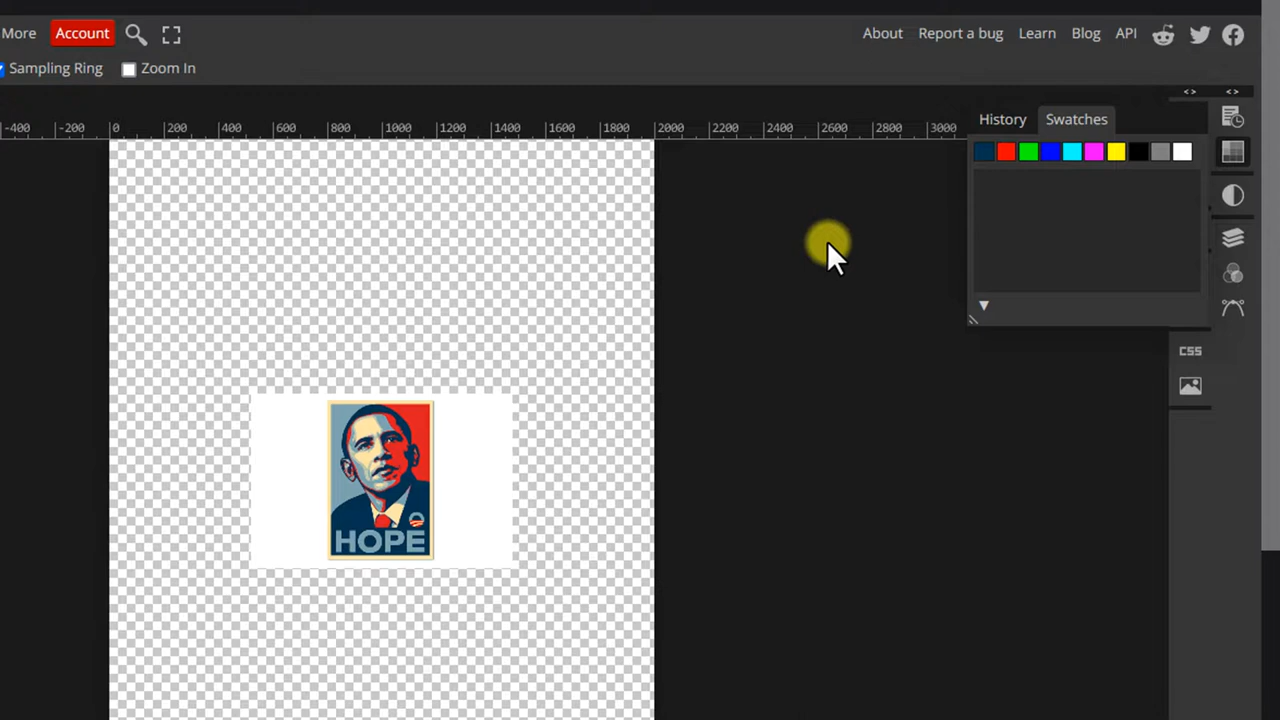 More Account About Report a bug Learn Blog API
Sampling Ring Zoom In
-400 -200 0 200 400 600 800 1000 1200 1400 1600 1800 2000 2200 2400 2600 2800 3000
History Swatches
CSS
HOPE